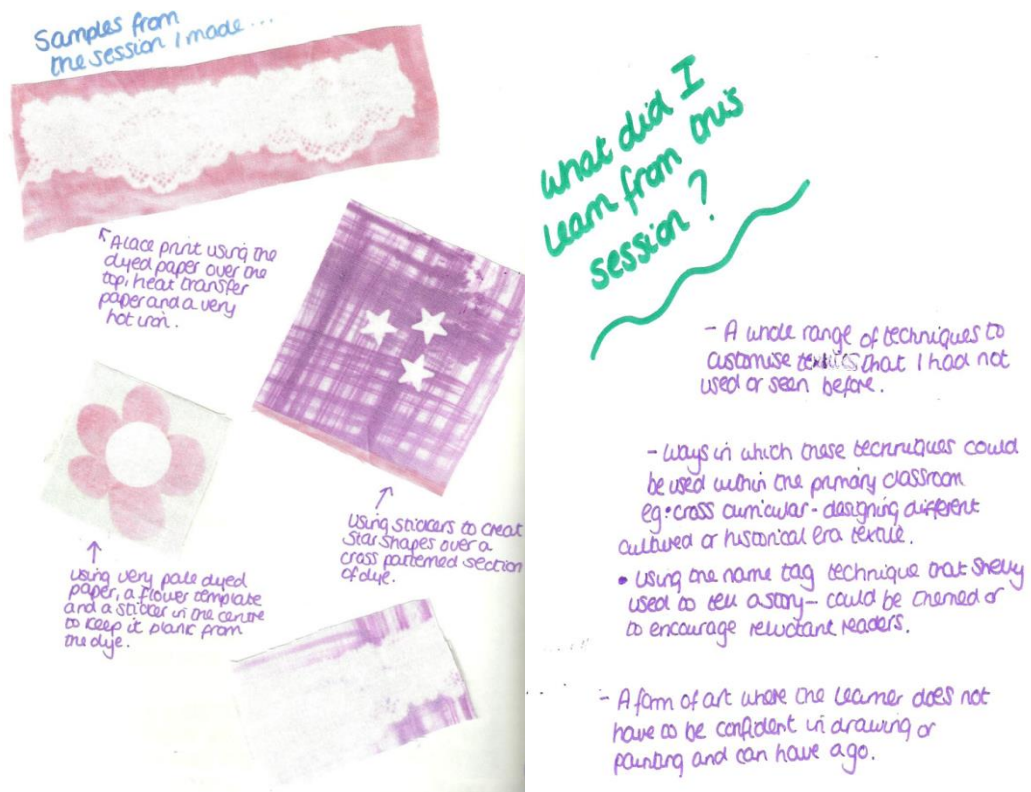 Samples from
the session I made...
A lace print using the
dyed paper over the
top, heat transfer
paper and a very
hot iron.
Using stickers to creat
star shapes over a
cross patterned section
of dye.
Using very pale dyed
paper, a flower template
and a sticker in the centre
to keep it blank from
the dye.
What did I
learn from this
session?
- A whole range of techniques to
customise textiles that I had not
used or seen before.
- Ways in which these techniques could
be used within the primary classroom
eg: cross curricular - designing different
cultured or historical era textile.
• Using the name tag technique that Shelly
used to tell a story - could be themed or
to encourage reluctant readers.
- A form of art where the learner does not
have to be confident in drawing or
painting and can have a go.